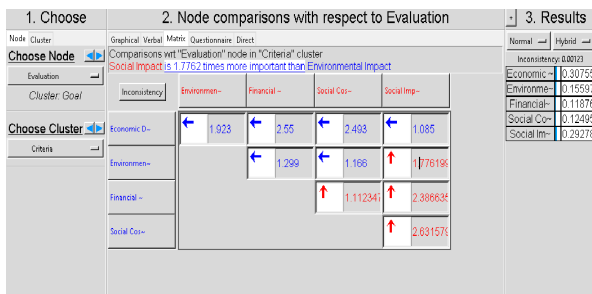 1. Choose
2. Node comparisons with respect to Evaluation
+ 3. Results
Node Cluster
Graphical Verbal Matrix Questionnaire Direct
Normal Hybrid
Choose Node
Comparisons wrt "Evaluation" node in "Criteria" cluster
Social Impact is 1.7762 times more important than Environmental Impact
Inconsistency: 0.00123
Evaluation
Cluster: Goal
Inconsistency Environmen~ Financial ~ Social Cos~ Social Imp~
Economic ~ 0.30755
Environme~ 0.15597
Financial~ 0.11876
Social Co~ 0.12495
Social Im~ 0.29278
Choose Cluster
Criteria
Economic D~ 1.923 2.55 2.493 1.085
Environmen~ 1.299 1.166 1.776199
Financial ~ 1.112347 2.386635
Social Cos~ 2.631579